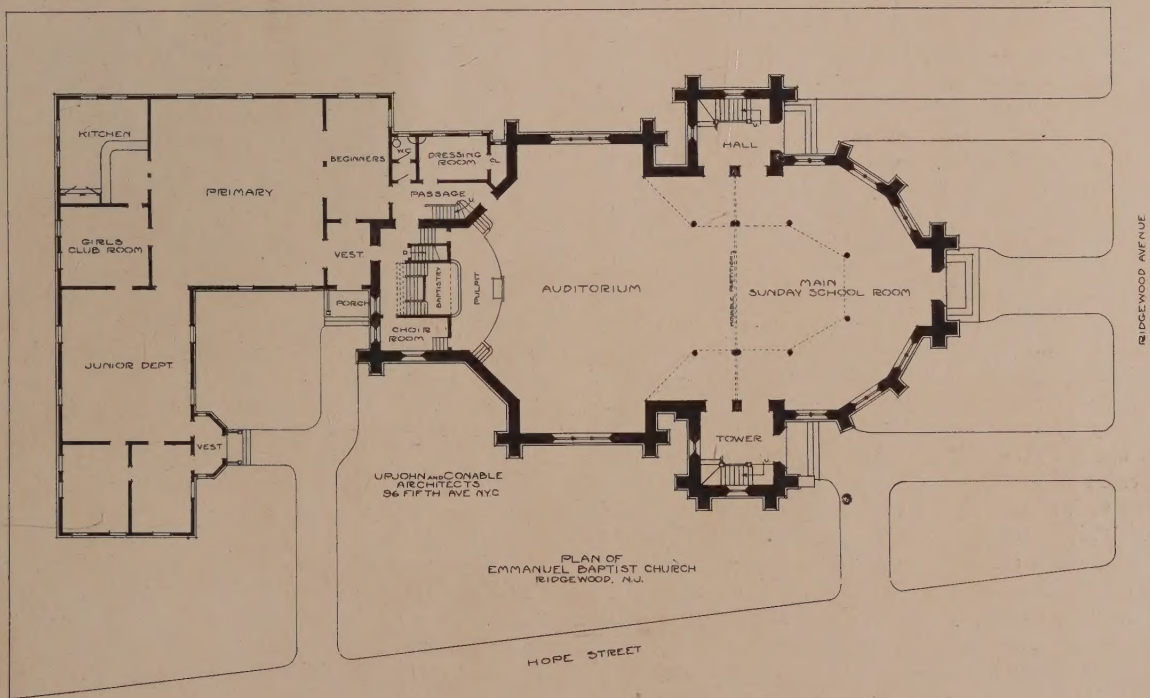 KITCHEN
PRIMARY
BEGINNERS
W.C.
DRESSING
ROOM
CL
PASSAGE
HALL
GIRLS
CLUB ROOM
VEST.
PORCH
BAPTISTRY
PULPIT
CHOIR
ROOM
AUDITORIUM
MOVABLE PARTITION
MAIN
SUNDAY SCHOOL ROOM
RIDGEWOOD AVENUE
JUNIOR DEPT.
VEST
TOWER
UPJOHN AND CONABLE
ARCHITECTS
96 FIFTH AVE N.Y.C
PLAN OF
EMMANUEL BAPTIST CHURCH
RIDGEWOOD, N.J.
HOPE STREET